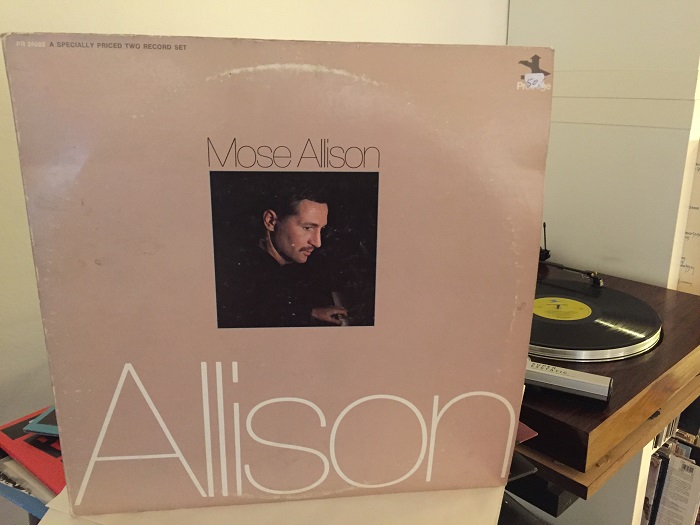 A SPECIALLY PRICED TWO RECORD SET
Mose Allison
Allison